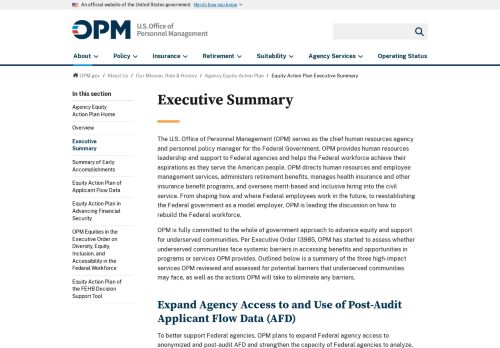 An official website of the United States government Here's how you know
OPM U.S. Office of
Personnel Management
About Policy Insurance Retirement Suitability Agency Services Operating Status
OPM.gov / About Us / Our Mission, Role & History / Agency Equity Action Plan / Equity Action Plan Executive Summary
In this section
Agency Equity
Action Plan Home
Overview
Executive
Summary
Summary of Early
Accomplishments
Equity Action Plan of
Applicant Flow Data
Equity Action Plan in
Advancing Financial
Security
OPM Equities in the
Executive Order on
Diversity, Equity,
Inclusion, and
Accessibility in the
Federal Workforce
Equity Action Plan of
the FEHB Decision
Support Tool
Executive Summary
The U.S. Office of Personnel Management (OPM) serves as the chief human resources agency
and personnel policy manager for the Federal Government. OPM provides human resources
leadership and support to Federal agencies and helps the Federal workforce achieve their
aspirations as they serve the American people. OPM directs human resources and employee
management services, administers retirement benefits, manages health insurance and other
insurance benefit programs, and oversees merit-based and inclusive hiring into the civil
service. From shaping how and where Federal employees work in the future, to reestablishing
the Federal government as a model employer, OPM is leading the discussion on how to
rebuild the Federal workforce.
OPM is fully committed to the whole of government approach to advance equity and support
for underserved communities. Per Executive Order 13985, OPM has started to assess whether
underserved communities face systemic barriers in accessing benefits and opportunities in
programs or services OPM provides. Outlined below is a summary of the three high-impact
services OPM reviewed and assessed for potential barriers that underserved communities
may face, as well as the actions OPM will take to eliminate any barriers.
Expand Agency Access to and Use of Post-Audit
Applicant Flow Data (AFD)
To better support Federal agencies, OPM plans to expand Federal agency access to
anonymized and post-audit AFD and strengthen the capacity of Federal agencies to analyze,